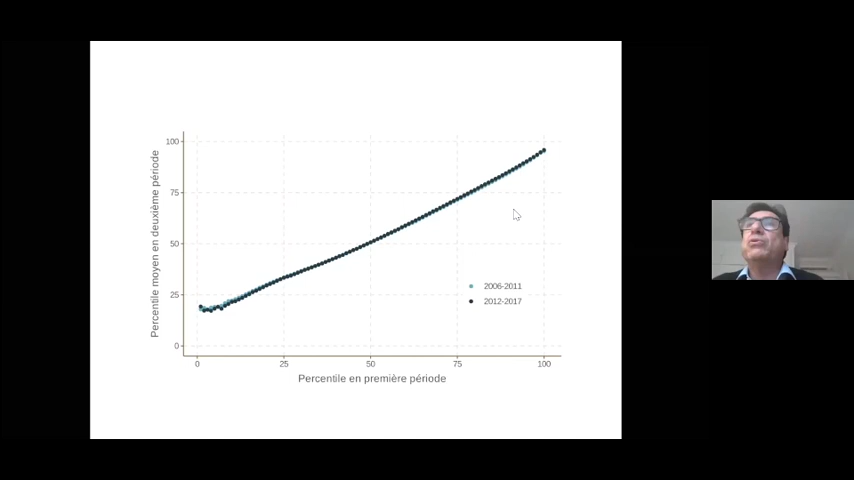 100
75
50
25
0
Percentile moyen en deuxième période
2006-2011
2012-2017
0 25 50 75 100
Percentile en première période